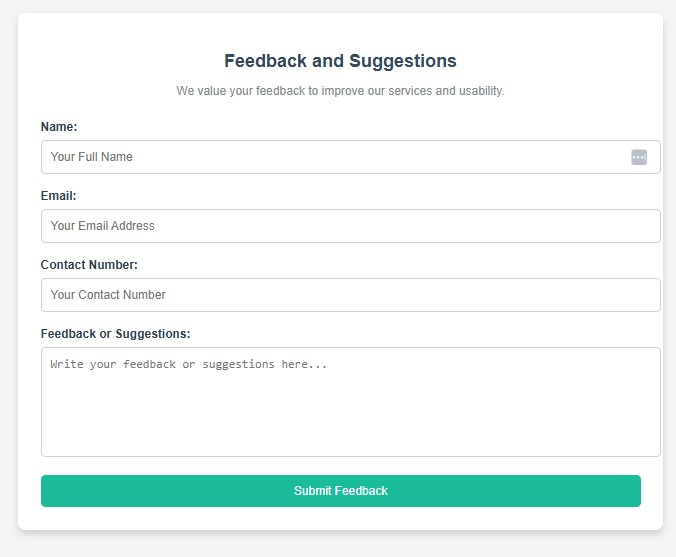 Feedback and Suggestions
We value your feedback to improve our services and usability.
Name:
Your Full Name
Email:
Your Email Address
Contact Number:
Your Contact Number
Feedback or Suggestions:
Write your feedback or suggestions here...
Submit Feedback